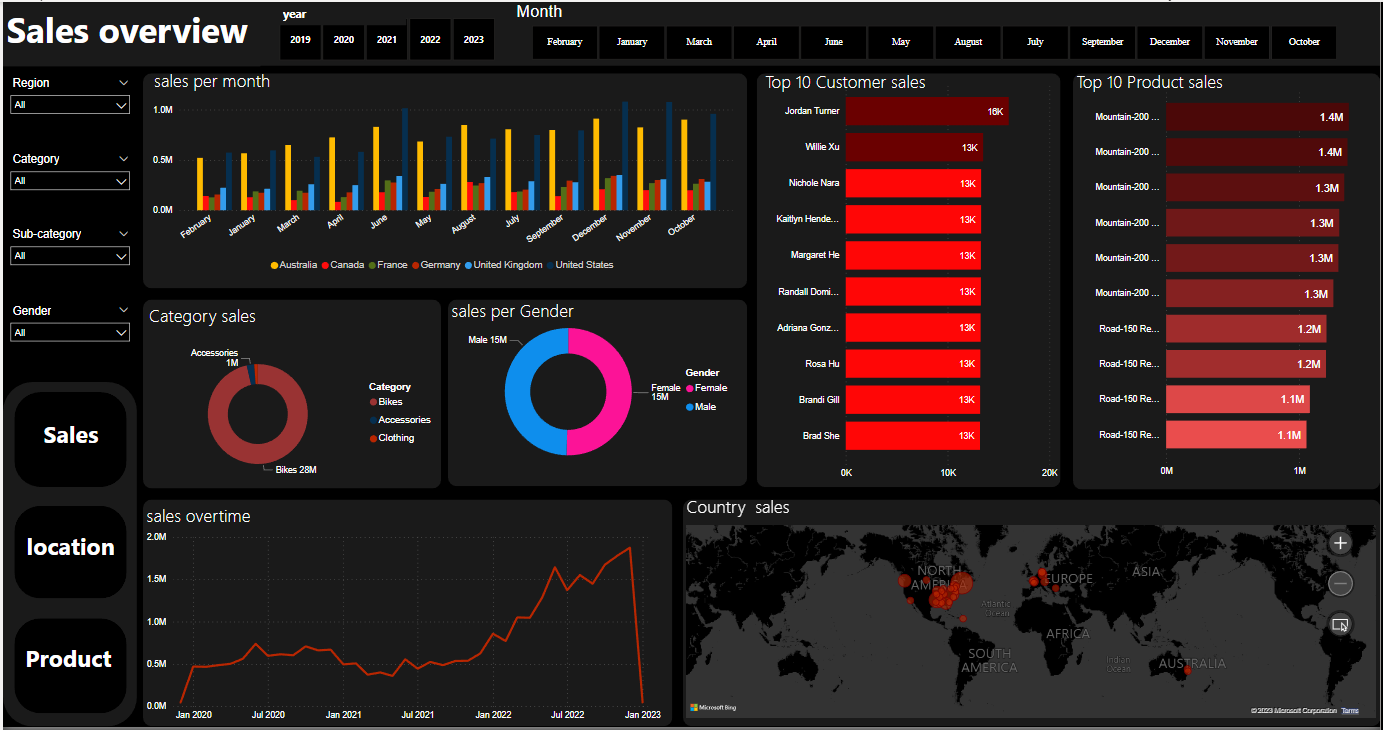 Sales overview
year
2019 2020 2021 2022 2023
Month
February January March April June May August July September December November October
Region
All
Category
All
Sub-category
All
Gender
All
Sales
location
Product
sales per month
1.0M
0.5M
0.0M
February January March April June May August July September December November October
Australia Canada France Germany United Kingdom United States
Category sales
Accessories
1M
Bikes 28M
Category
Bikes
Accessories
Clothing
sales per Gender
Male 15M
Female
15M
Gender
Female
Male
Top 10 Customer sales
Jordan Turner 16K
Willie Xu 13K
Nichole Nara 13K
Kaitlyn Hende... 13K
Margaret He 13K
Randall Domi... 13K
Adriana Gonz... 13K
Rosa Hu 13K
Brandi Gill 13K
Brad She 13K
0K 10K 20K
Top 10 Product sales
Mountain-200 ... 1.4M
Mountain-200 ... 1.4M
Mountain-200 ... 1.3M
Mountain-200 ... 1.3M
Mountain-200 ... 1.3M
Mountain-200 ... 1.3M
Road-150 Re... 1.2M
Road-150 Re... 1.2M
Road-150 Re... 1.1M
Road-150 Re... 1.1M
0M 1M
sales overtime
2.0M
1.5M
1.0M
0.5M
0.0M
Jan 2020 Jul 2020 Jan 2021 Jul 2021 Jan 2022 Jul 2022 Jan 2023
Country sales
NORTH
AMERICA
EUROPE
ASIA
Atlantic
Ocean
AFRICA
SOUTH
AMERICA
Indian
Ocean
AUSTRALIA
Microsoft Bing
© 2023 Microsoft Corporation Terms